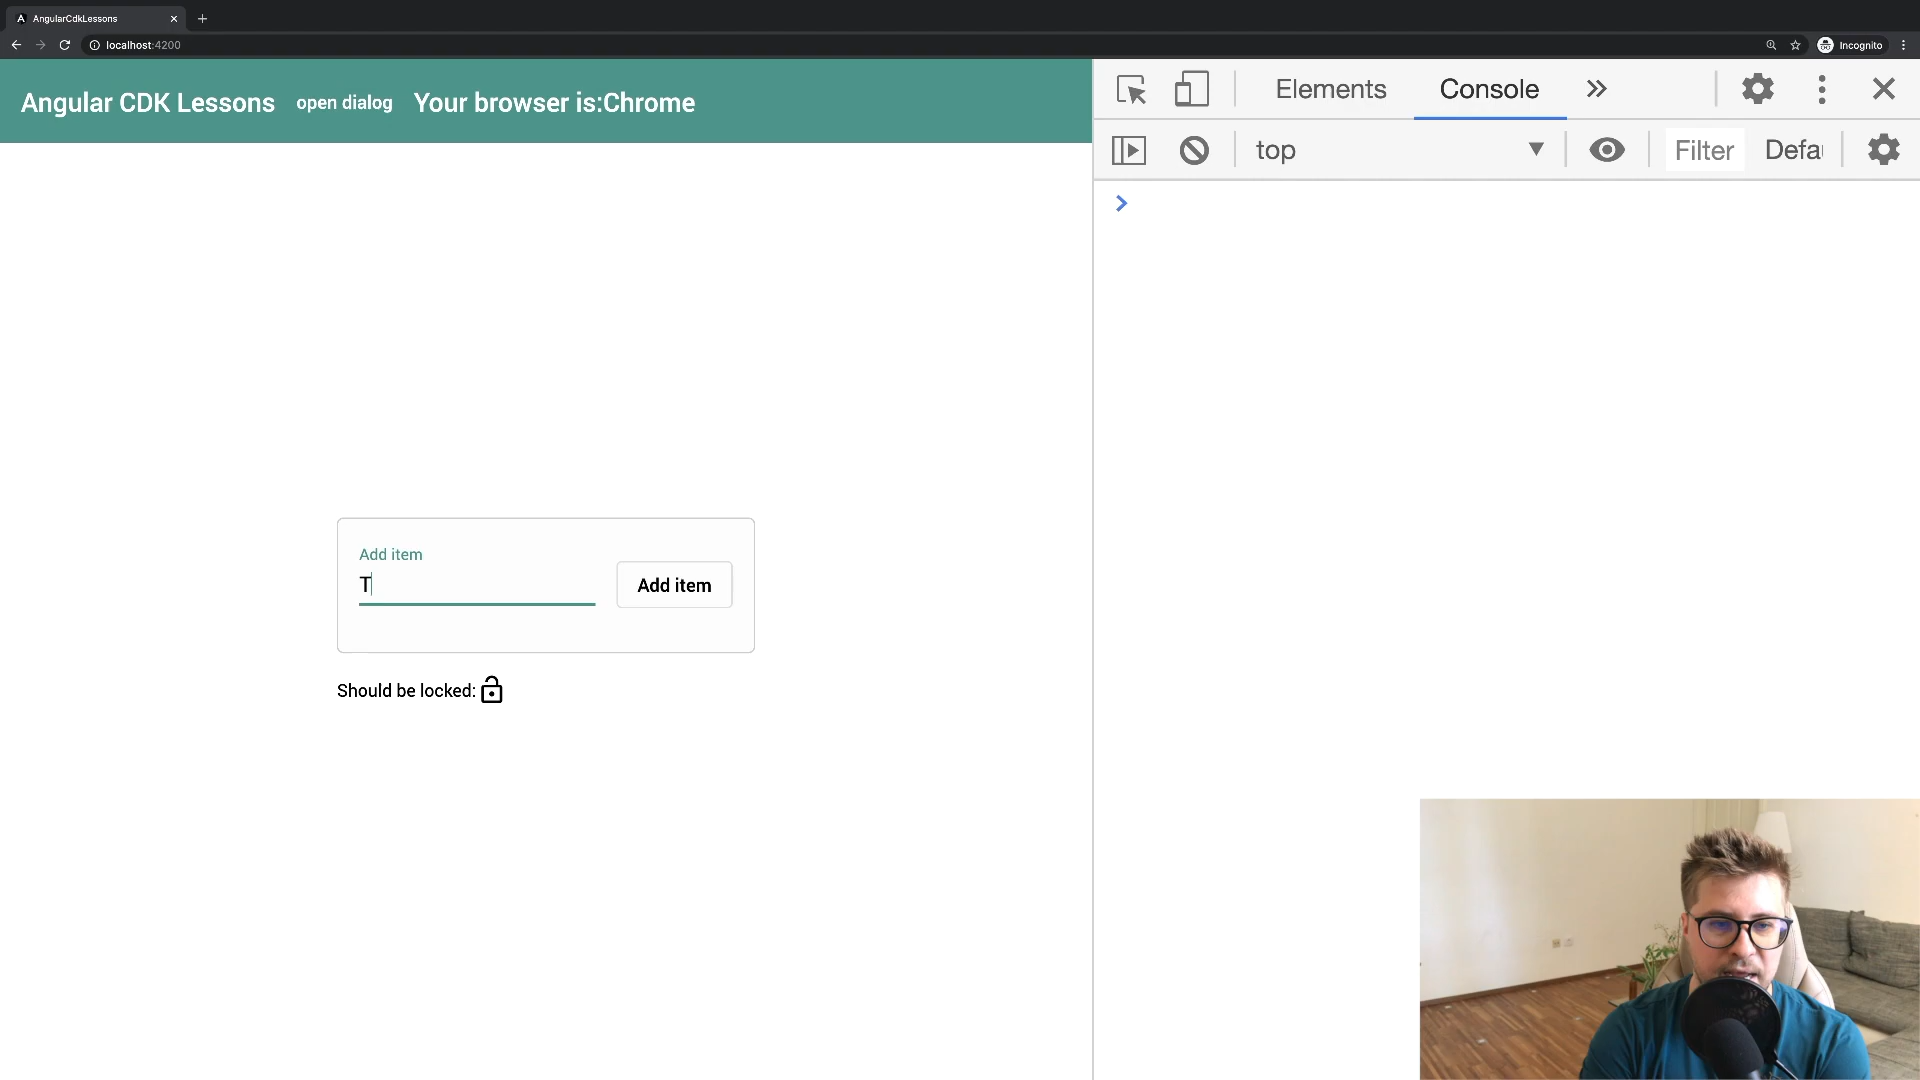 AngularCdkLessons
localhost:4200
Incognito
Angular CDK Lessons open dialog Your browser is:Chrome
Elements Console
top Filter Defa
Add item
T
Add item
Should be locked: